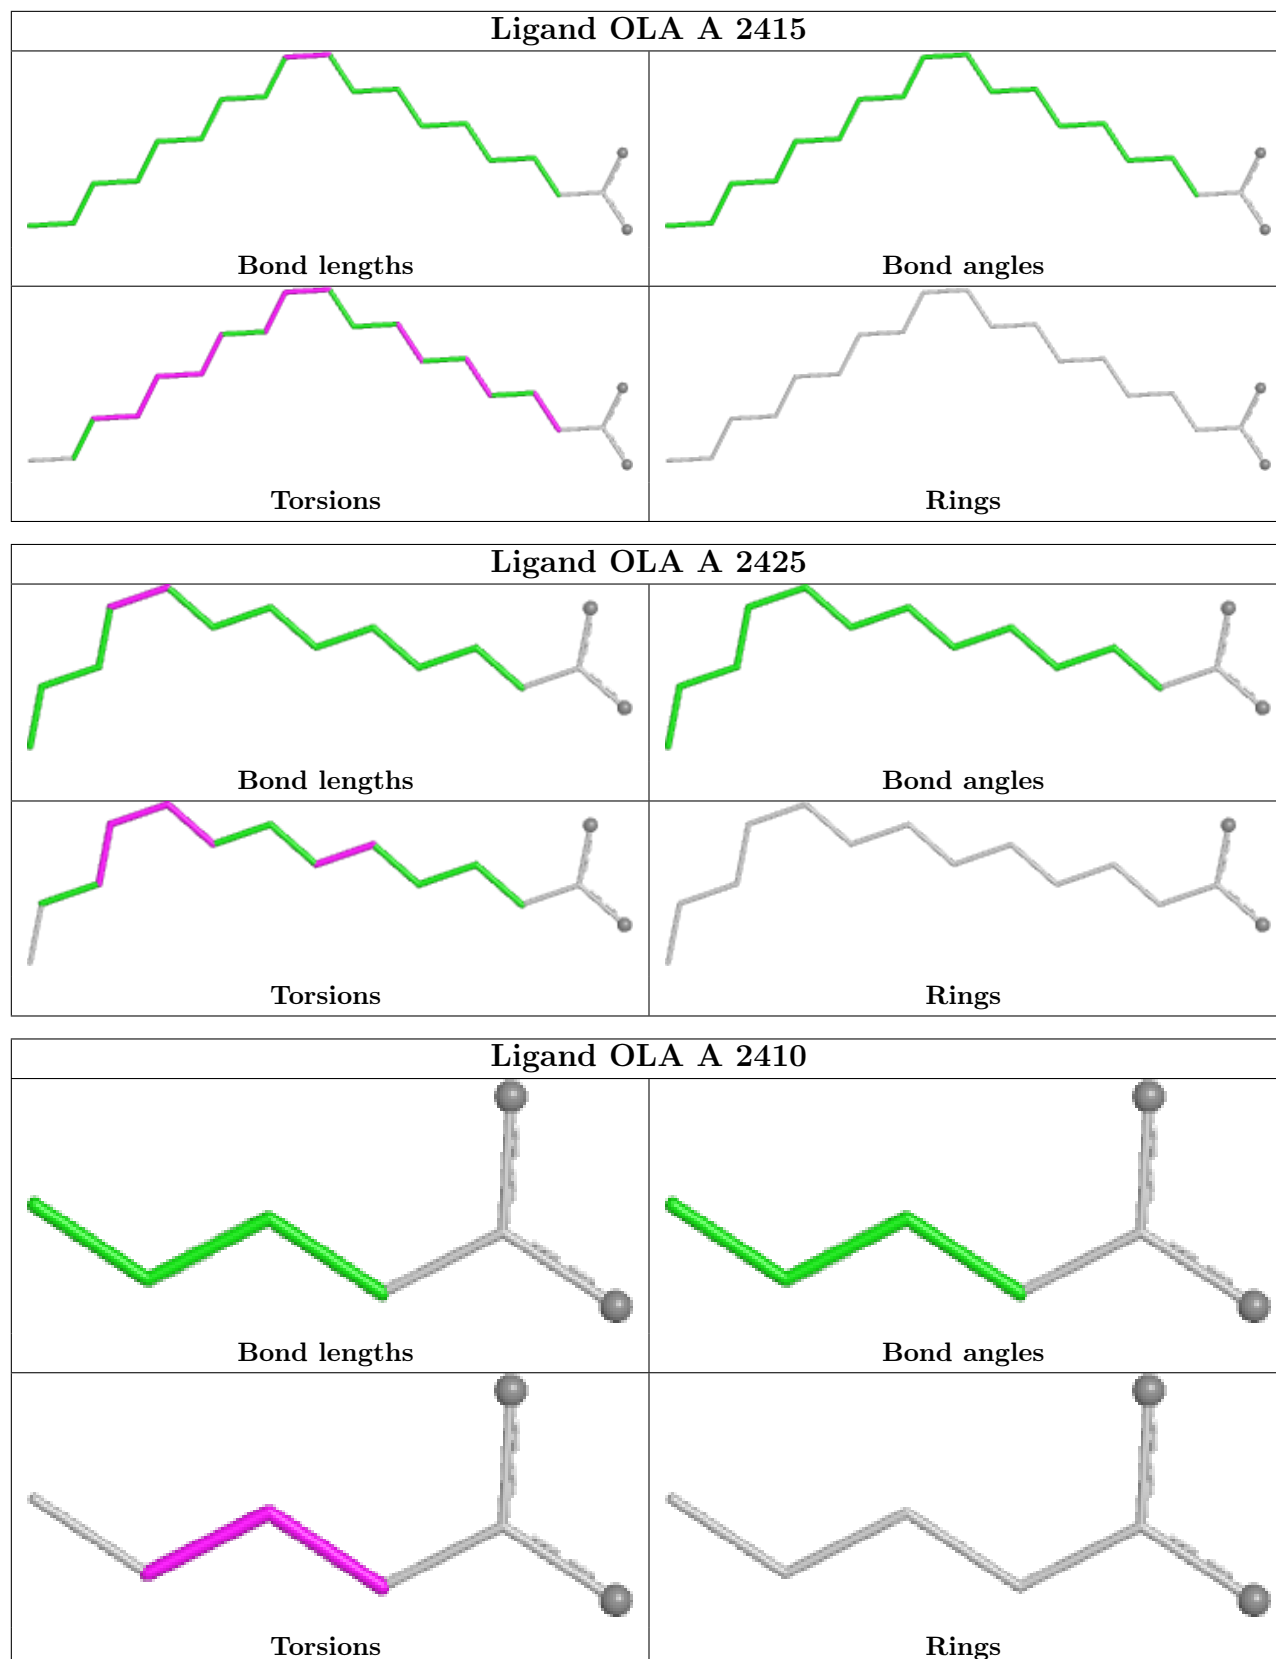 Ligand OLA A 2415
Bond lengths
Bond angles
Torsions
Rings
Ligand OLA A 2425
Bond lengths
Bond angles
Torsions
Rings
Ligand OLA A 2410
Bond lengths
Bond angles
Torsions
Rings